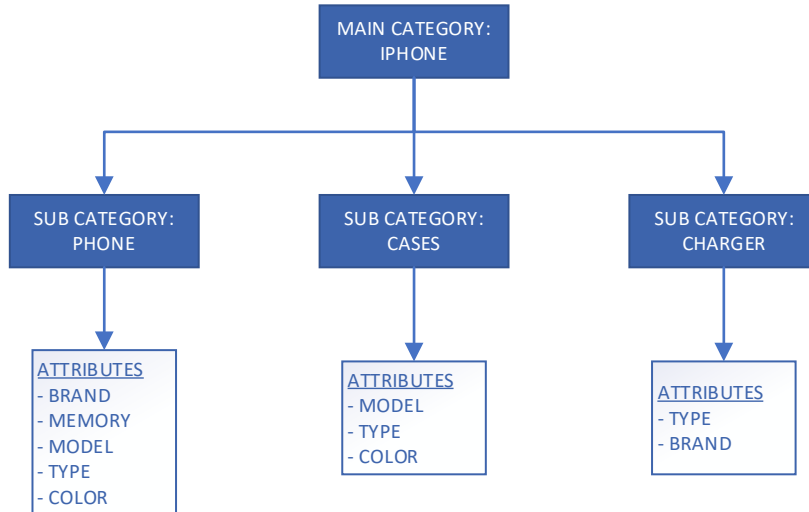 MAIN CATEGORY:
IPHONE
SUB CATEGORY:
PHONE
SUB CATEGORY:
CASES
SUB CATEGORY:
CHARGER
ATTRIBUTES
- BRAND
- MEMORY
- MODEL
- TYPE
- COLOR
ATTRIBUTES
- MODEL
- TYPE
- COLOR
ATTRIBUTES
- TYPE
- BRAND